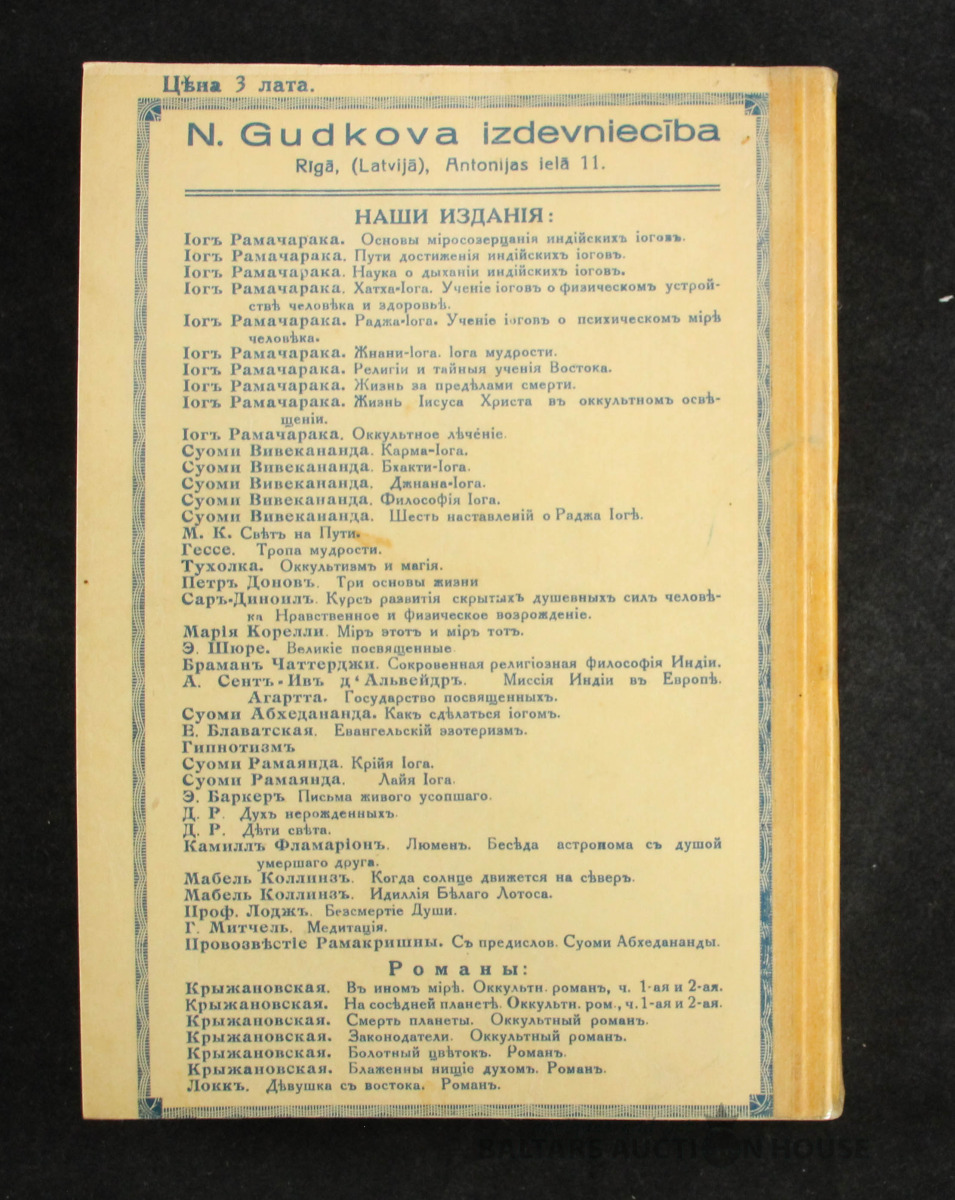 Цѣна 3 лата.
N. Gudkova izdevniecība
Rīgā, (Latvijā), Antonijas ielā 11.
НАШИ ИЗДАНІЯ:
Іогъ Рамачарака. Основы міросозерцанія индійскихъ іоговъ.
Іогъ Рамачарака. Пути достиженія индійскихъ іоговъ.
Іогъ Рамачарака. Наука о дыханіи индійскихъ іоговъ.
Іогъ Рамачарака. Хатха-Іога. Ученіе іоговъ о физическомъ устрой-
ствѣ человѣка и здоровьѣ.
Іогъ Рамачарака. Раджа-Іога. Ученіе іоговъ о психическомъ мірѣ
человѣка.
Іогъ Рамачарака. Жнани-Іога. Іога мудрости.
Іогъ Рамачарака. Религіи и тайныя ученія Востока.
Іогъ Рамачарака. Жизнь за предѣлами смерти.
Іогъ Рамачарака. Жизнь Іисуса Христа въ оккультномъ освѣ-
щеніи.
Іогъ Рамачарака. Оккультное лѣченіе.
Суоми Вивекананда. Карма-Іога.
Суоми Вивекананда. Бхакти-Іога.
Суоми Вивекананда. Джнана-Іога.
Суоми Вивекананда. Философія Іога.
Суоми Вивекананда. Шесть наставленій о Раджа Іогѣ.
М. К. Свѣтъ на Пути.
Гессе. Тропа мудрости.
Тухолка. Оккультизмъ и магія.
Петръ Доновъ. Три основы жизни
Саръ-Диноилъ. Курсъ развитія скрытыхъ душевныхъ силъ человѣ-
ка Нравственное и физическое возрожденіе.
Марія Корелли. Міръ этотъ и міръ тотъ.
Э. Шюре. Великіе посвященные
Браманъ Чаттерджи. Сокровенная религіозная философія Индіи.
А. Сентъ-Ивъ д'Альвейдръ. Миссія Индіи въ Европѣ.
Агартта. Государство посвященныхъ.
Суоми Абхедананда. Какъ сдѣлаться іогомъ.
Е. Блаватская. Евангельскій эзотеризмъ.
Гипнотизмъ
Суоми Рамаянда. Крійя Іога.
Суоми Рамаянда. Лайя Іога.
Э. Баркеръ Письма живого усопшаго.
Д. Р. Духъ нерожденныхъ.
Д. Р. Дѣти свѣта.
Камиллъ Фламаріонъ. Люменъ. Бесѣда астронома съ душой
умершаго друга.
Мабель Коллинзъ. Когда солнце движется на сѣверъ.
Мабель Коллинзъ. Идиллія Бѣлаго Лотоса.
Проф. Лоджъ. Безсмертіе Души.
Г. Митчель. Медитація.
Провозвѣстіе Рамакришны. Съ предислов. Суоми Абхедананды.
Романы:
Крыжановская. Въ иномъ мірѣ. Оккультн. романъ, ч. 1-ая и 2-ая.
Крыжановская. На сосѣдней планетѣ. Оккультн. ром., ч. 1-ая и 2-ая.
Крыжановская. Смерть планеты. Оккультный романъ.
Крыжановская. Законодатели. Оккультный романъ.
Крыжановская. Болотный цвѣтокъ. Романъ.
Крыжановская. Блаженны нищіе духомъ. Романъ.
Локкъ. Дѣвушка съ востока. Романъ.
BALTARS AUCTION HOUSE